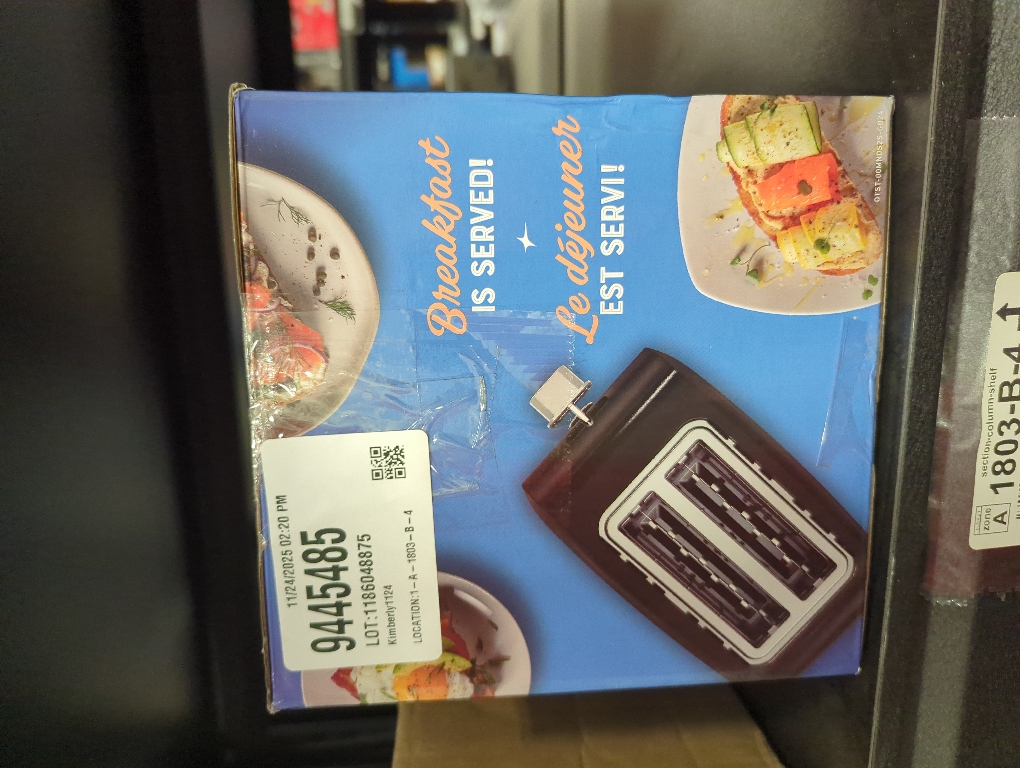 Breakfast
IS SERVED!
Le déjeuner
EST SERVI!
11/24/2025 02:20 PM
9445485
LOT:1186048875
Kimberly1124
LOCATION:1-A-1803-B-4
section-column-shelf
zone
A
1803-B-4